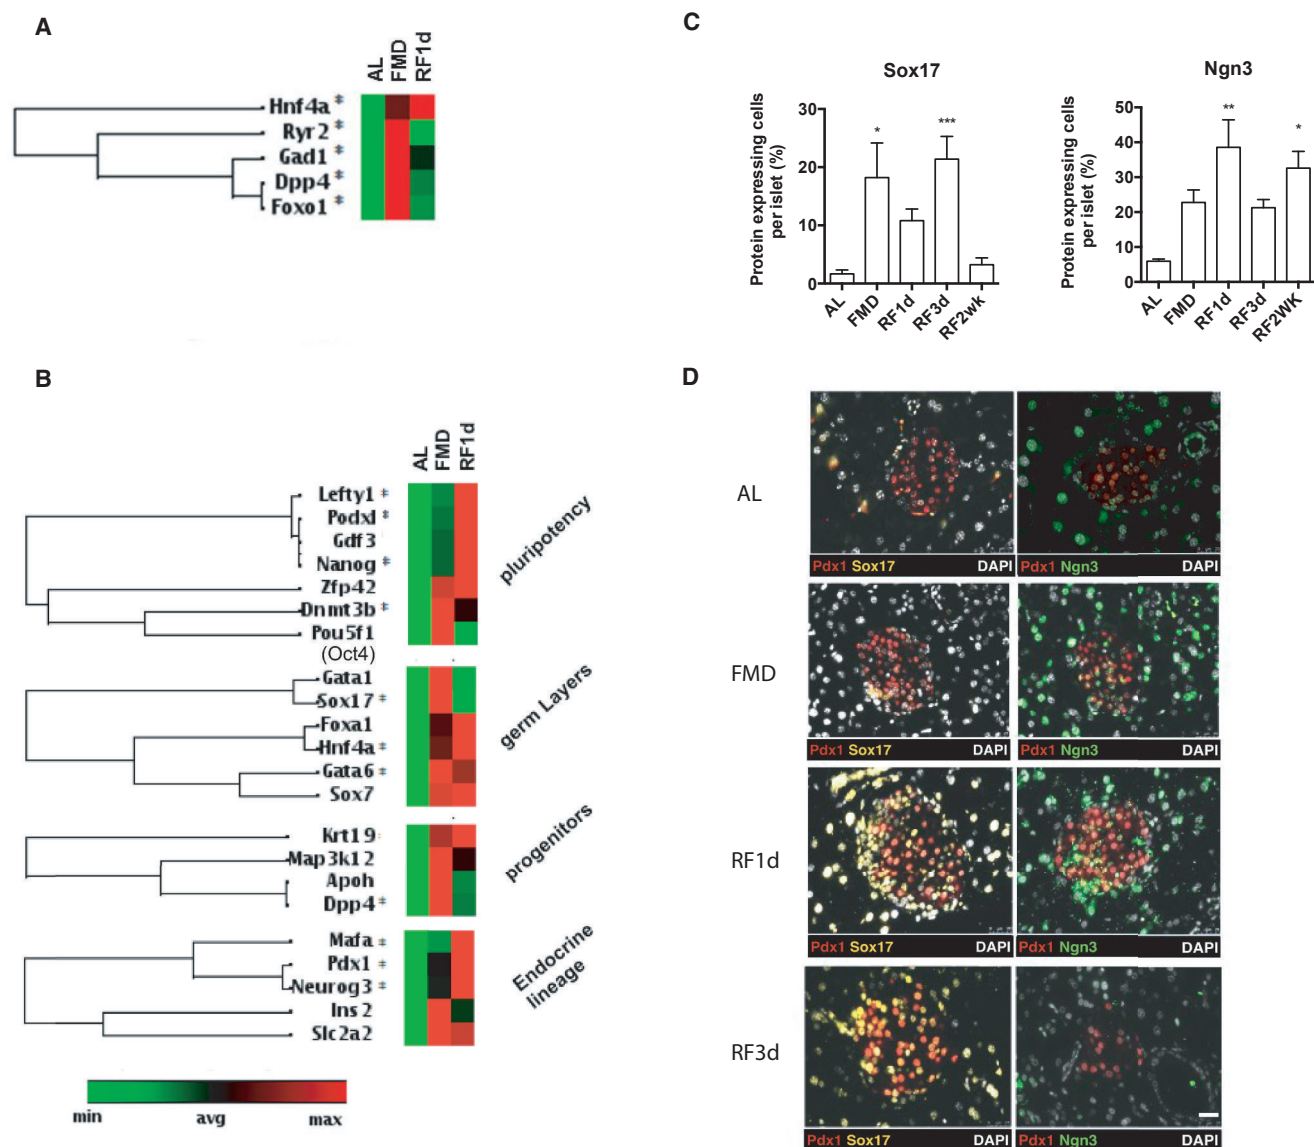 A
AL FMD RF1d
Hnf4a *
Ryr2 *
Gad1 *
Dpp4 *
Foxo1 *
B
AL FMD RF1d
Lefty1 *
Podxl *
Gdf3
Nanog *
Zfp42
Dnmt3b *
Pou5f1
(Oct4)
pluripotency
Gata1
Sox17 *
Foxa1
Hnf4a *
Gata6 *
Sox7
germ Layers
Krt19
Map3k12
Apoh
Dpp4 *
progenitors
Mafa *
Pdx1 *
Neurog3 *
Ins2
Slc2a2
Endocrine
lineage
min avg max
C
Sox17
Protein expressing cells
per islet (%)
30
20
10
0
* ***
AL FMD RF1d RF3d RF2wk
Ngn3
Protein expressing cells
per islet (%)
50
40
30
20
10
0
** *
AL FMD RF1d RF3d RF2WK
D
AL
Pdx1 Sox17 DAPI
Pdx1 Ngn3 DAPI
FMD
Pdx1 Sox17 DAPI
Pdx1 Ngn3 DAPI
RF1d
Pdx1 Sox17 DAPI
Pdx1 Ngn3 DAPI
RF3d
Pdx1 Sox17 DAPI
Pdx1 Ngn3 DAPI